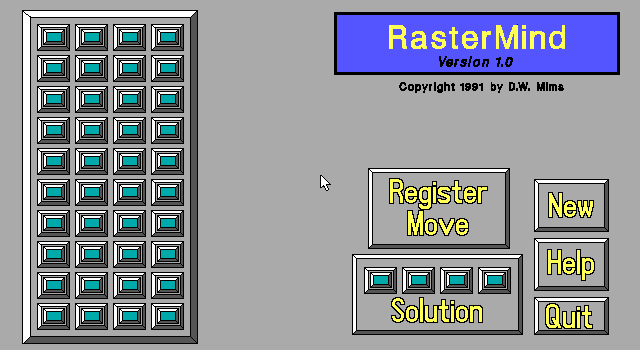 RasterMind
Version 1.0
Copyright 1991 by D.W. Mims
Register
Move
New
Help
Solution
Quit